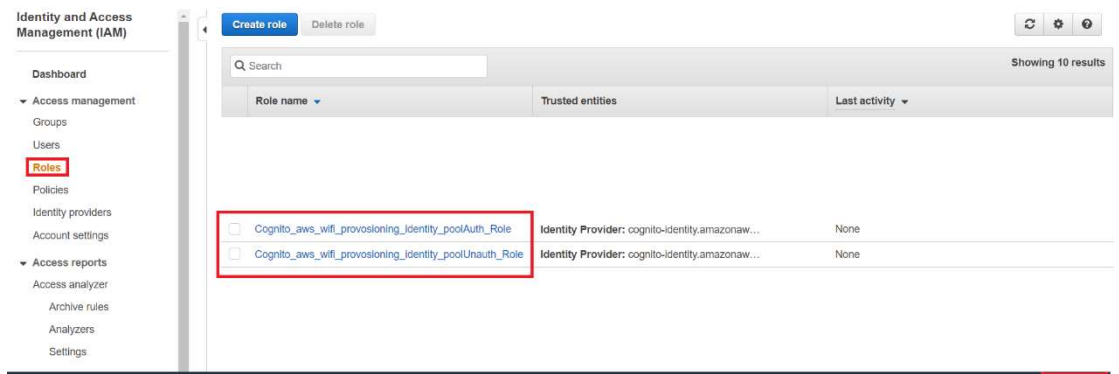 Identity and Access
Management (IAM)
Dashboard
Access management
Groups
Users
Roles
Policies
Identity providers
Account settings
Access reports
Access analyzer
Archive rules
Analyzers
Settings
Create role Delete role
Search
Showing 10 results
Role name Trusted entities Last activity
Cognito_aws_wifi_provosioning_identity_poolAuth_Role Identity Provider: cognito-identity.amazonaw... None
Cognito_aws_wifi_provosioning_identity_poolUnauth_Role Identity Provider: cognito-identity.amazonaw... None